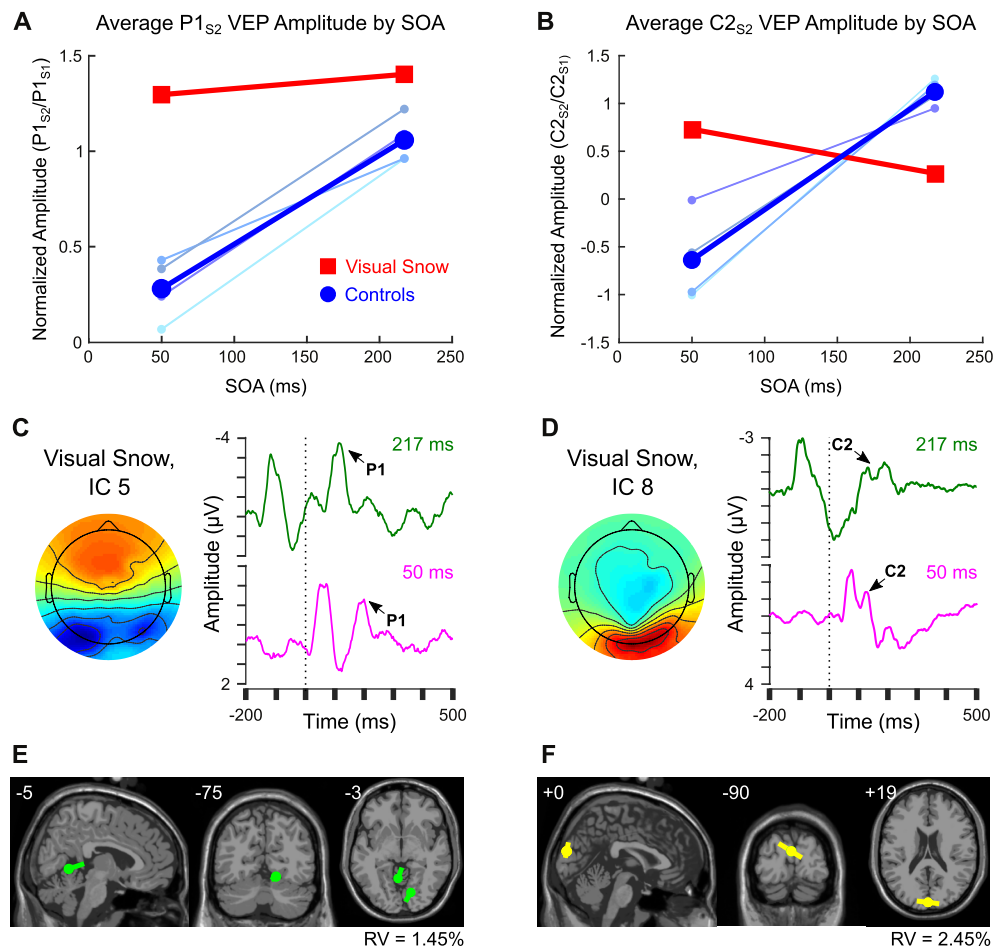 A
Average P1S2 VEP Amplitude by SOA
Normalized Amplitude (P1S2/P1S1)
1.5
1
0.5
0
0
50
100
150
200
250
SOA (ms)
Visual Snow
Controls
B
Average C2S2 VEP Amplitude by SOA
Normalized Amplitude (C2S2/C2S1)
1.5
1
0.5
0
-0.5
-1
-1.5
0
50
100
150
200
250
SOA (ms)
C
Visual Snow,
IC 5
Amplitude (µV)
-4
2
217 ms
P1
50 ms
P1
-200
Time (ms)
500
D
Visual Snow,
IC 8
Amplitude (µV)
-3
4
217 ms
C2
50 ms
C2
-200
Time (ms)
500
E
-5
-75
-3
RV = 1.45%
F
+0
-90
+19
RV = 2.45%